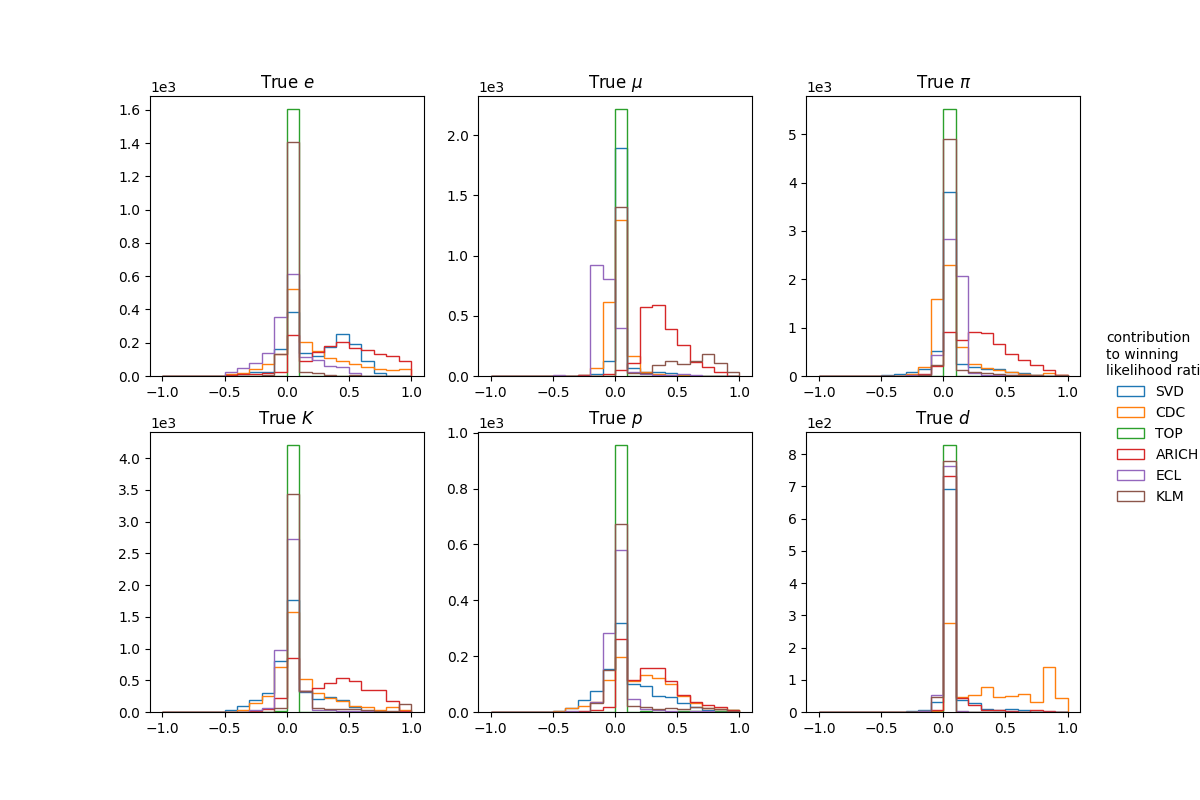 True e
1e3
1.6
1.4
1.2
1.0
0.8
0.6
0.4
0.2
0.0
−1.0 −0.5 0.0 0.5 1.0
True μ
1e3
2.0
1.5
1.0
0.5
0.0
−1.0 −0.5 0.0 0.5 1.0
True π
1e3
5
4
3
2
1
0
−1.0 −0.5 0.0 0.5 1.0
True K
1e3
4.0
3.5
3.0
2.5
2.0
1.5
1.0
0.5
0.0
−1.0 −0.5 0.0 0.5 1.0
True p
1e3
1.0
0.8
0.6
0.4
0.2
0.0
−1.0 −0.5 0.0 0.5 1.0
True d
1e2
8
7
6
5
4
3
2
1
0
−1.0 −0.5 0.0 0.5 1.0
contribution
to winning
likelihood rati
SVD
CDC
TOP
ARICH
ECL
KLM